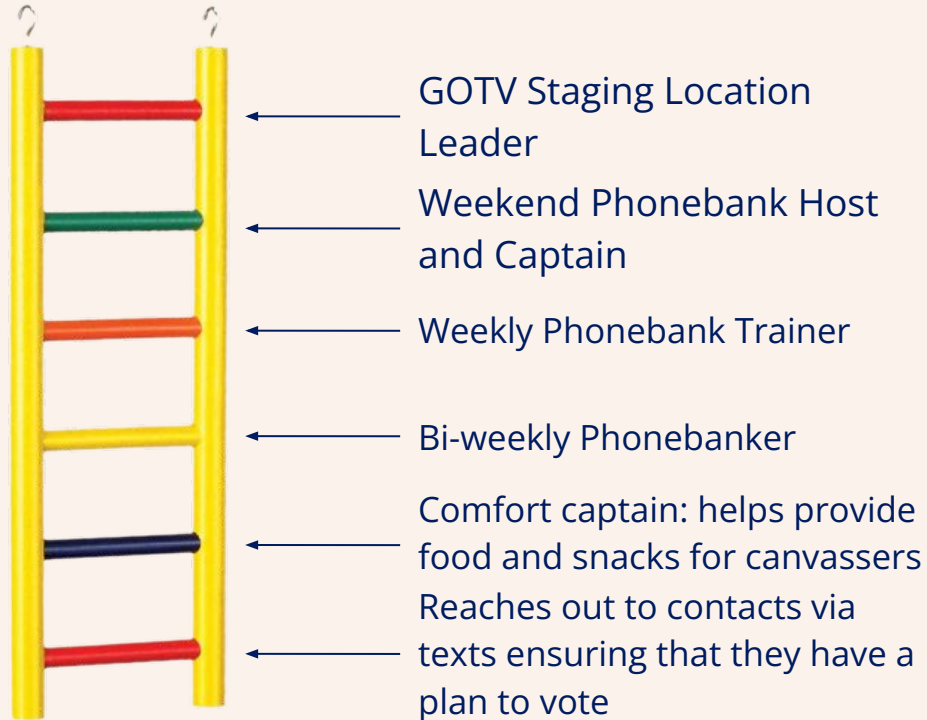 GOTV Staging Location
Leader
Weekend Phonebank Host
and Captain
Weekly Phonebank Trainer
Bi-weekly Phonebanker
Comfort captain: helps provide
food and snacks for canvassers
Reaches out to contacts via
texts ensuring that they have a
plan to vote